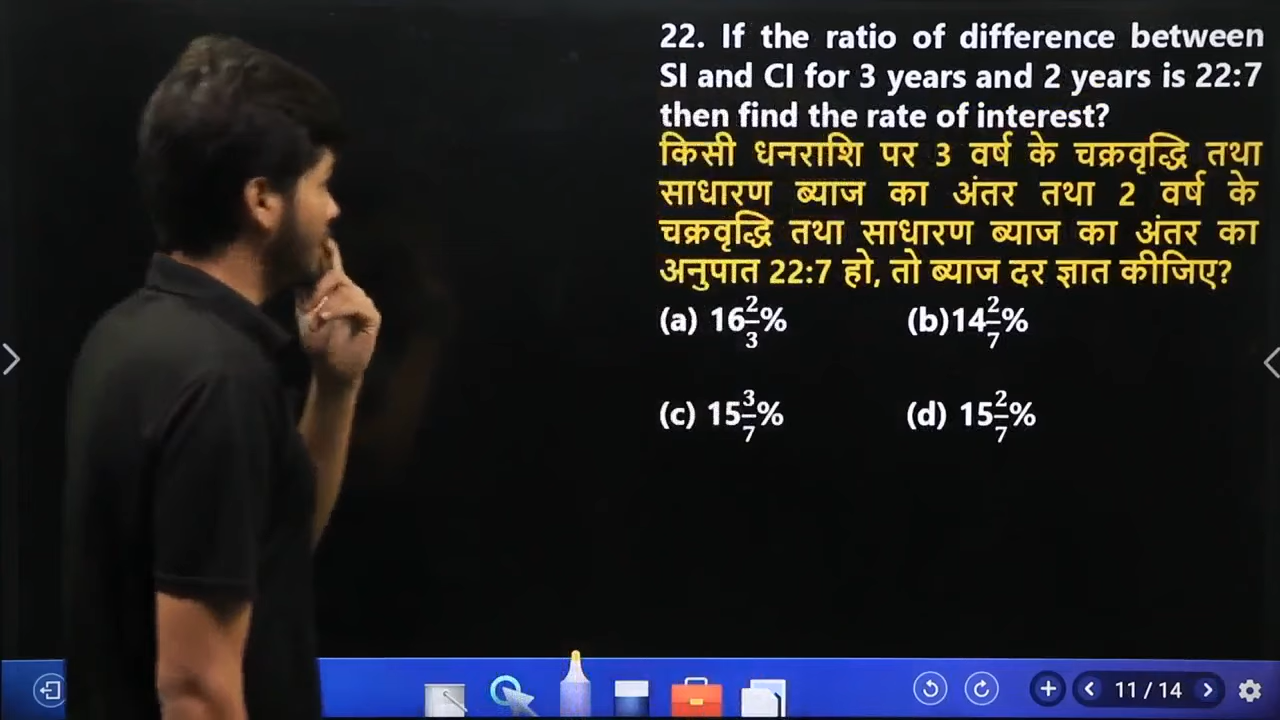 22. If the ratio of difference between
SI and CI for 3 years and 2 years is 22:7
then find the rate of interest?
किसी धनराशि पर 3 वर्ष के चक्रवृद्धि तथा
साधारण ब्याज का अंतर तथा 2 वर्ष के
चक्रवृद्धि तथा साधारण ब्याज का अंतर का
अनुपात 22:7 हो, तो ब्याज दर ज्ञात कीजिए?
(a) 16 2/3% (b)14 2/7%
(c) 15 3/7% (d) 15 2/7%
11 / 14